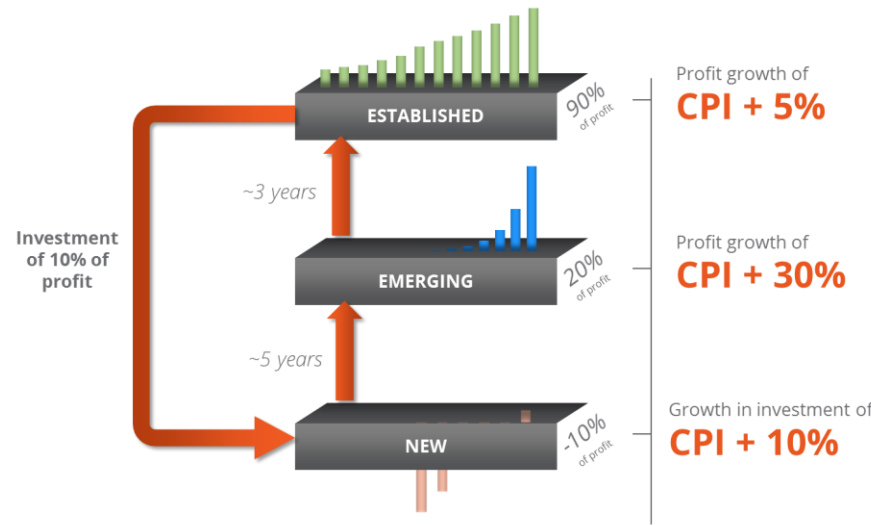 Profit growth of
CPI + 5%
ESTABLISHED
90%
of profit
~3 years
Investment
of 10% of
profit
Profit growth of
CPI + 30%
EMERGING
20%
of profit
~5 years
Growth in investment of
CPI + 10%
NEW
-10%
of profit